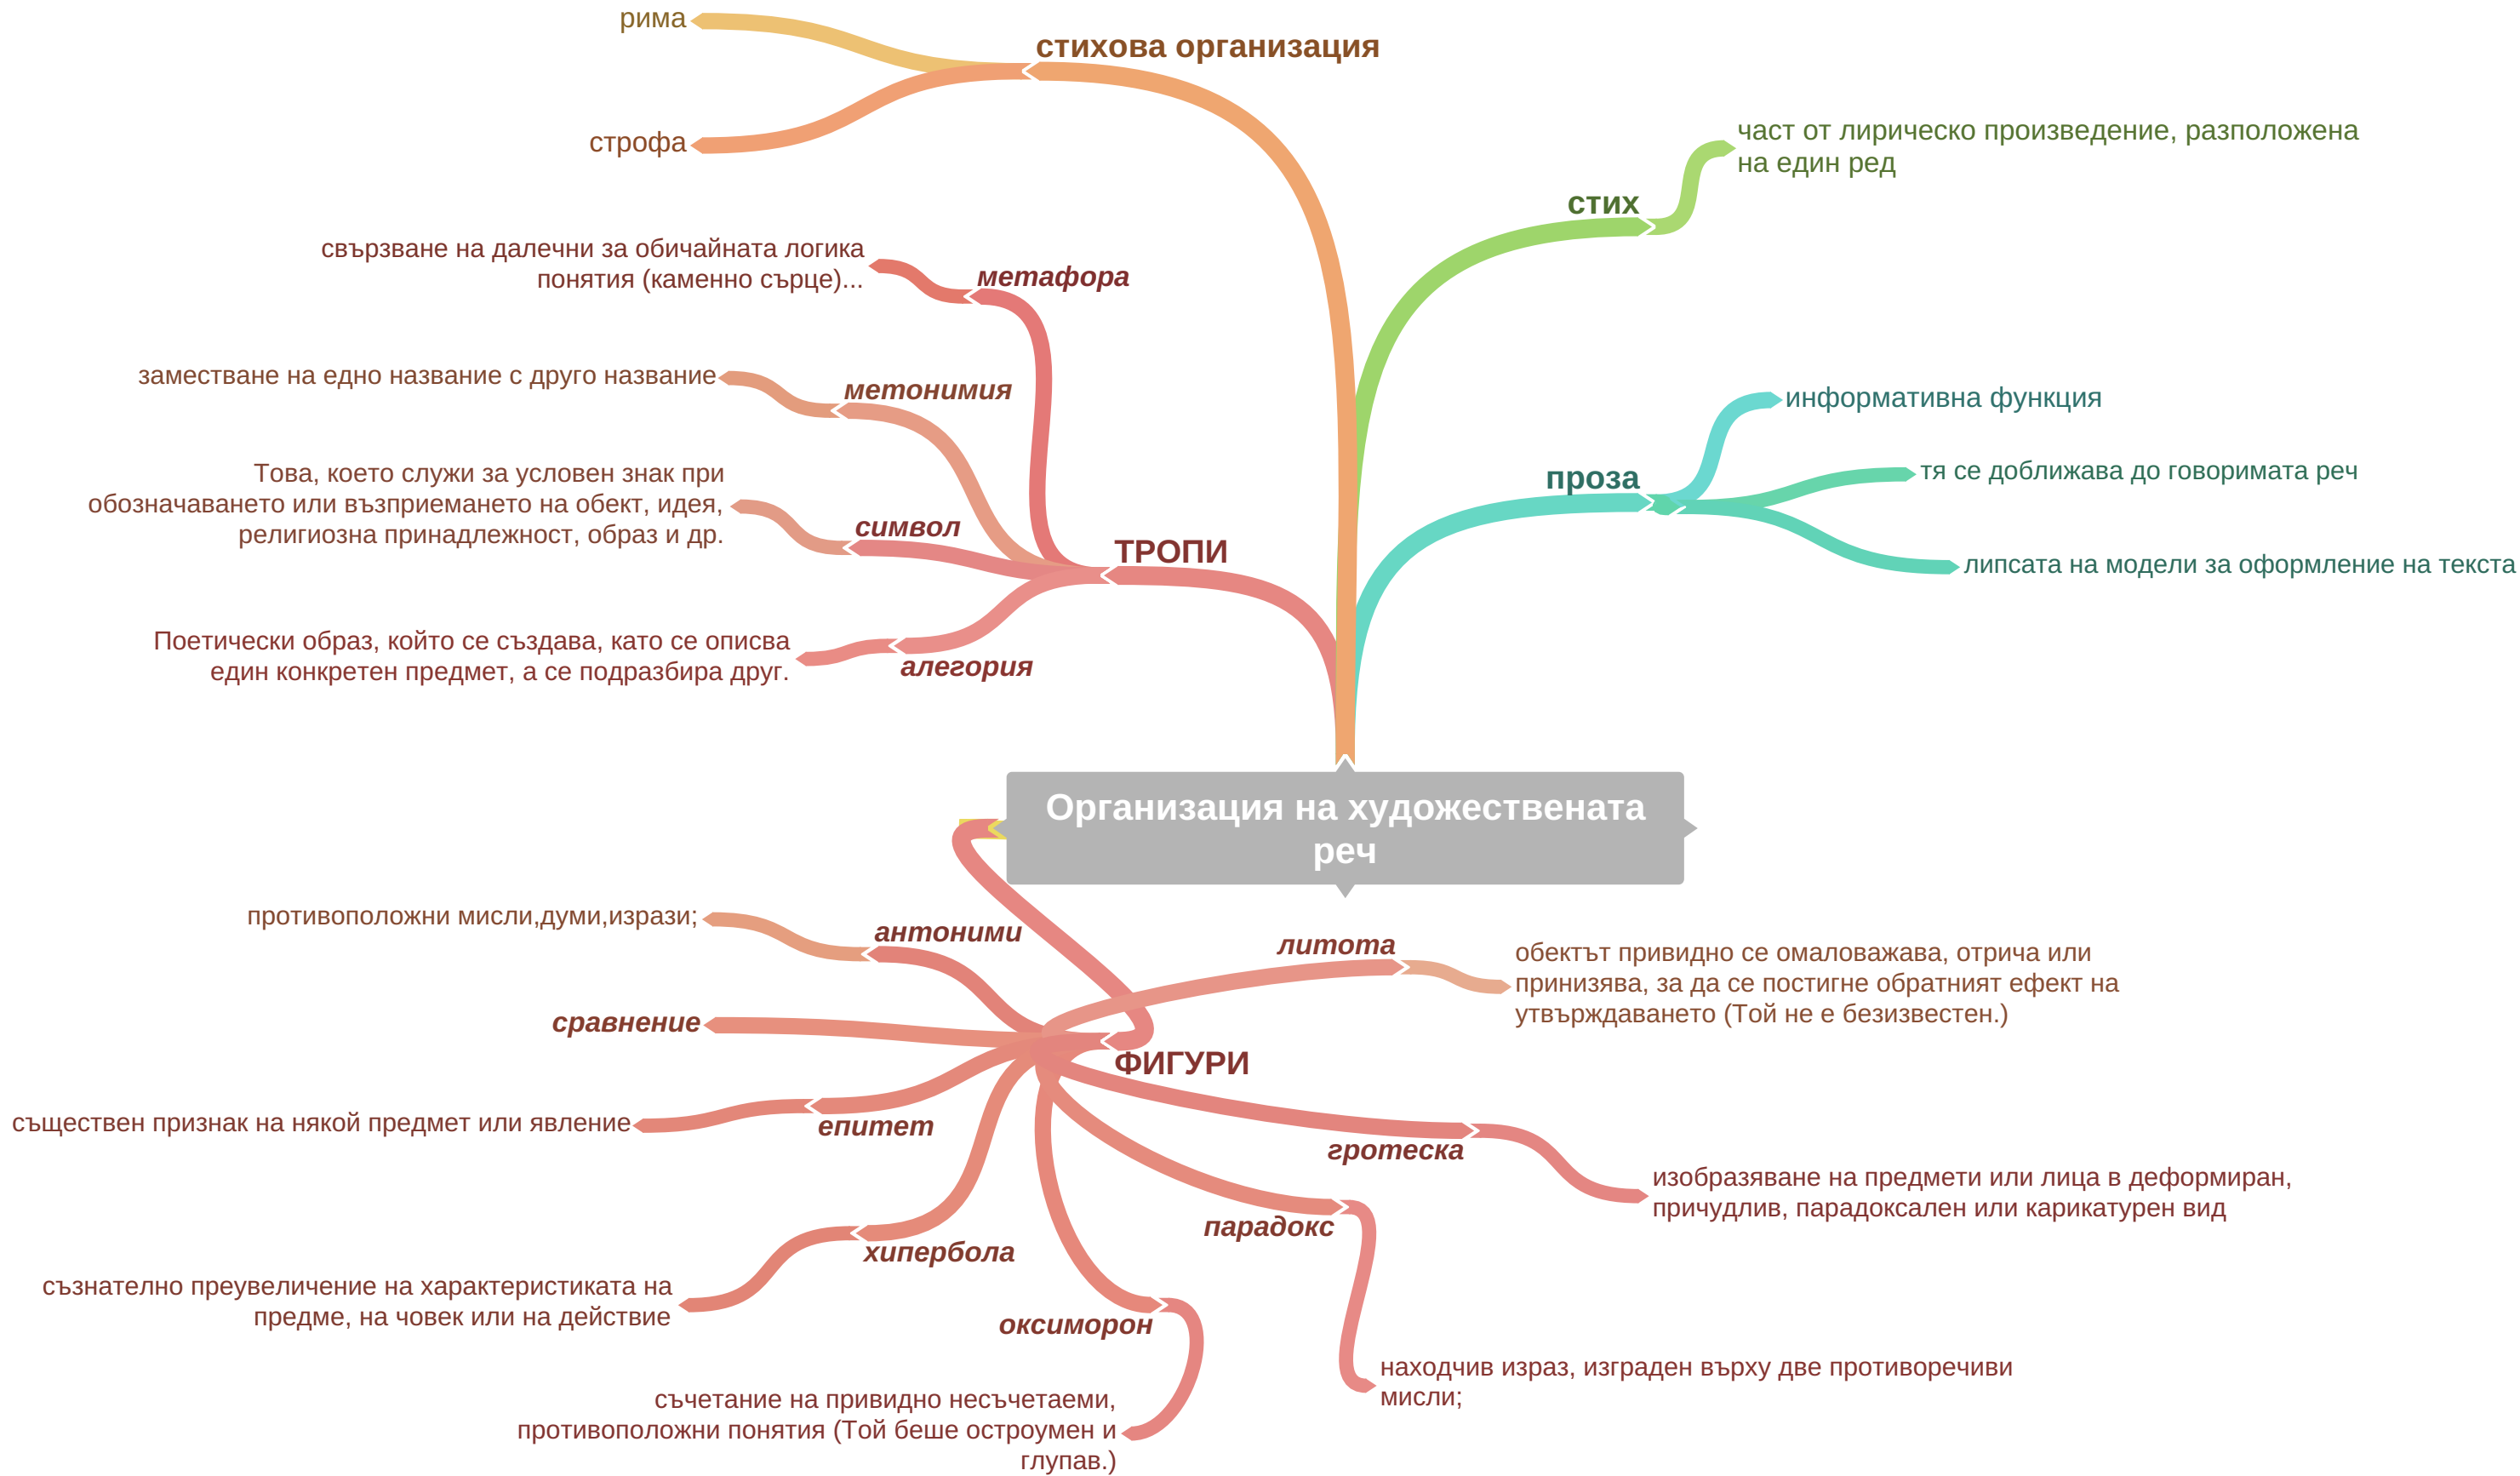 рима
стихова организация
строфа
част от лирическо произведение, разположена
на един ред
стих
свързване на далечни за обичайната логика
понятия (каменно сърце)...
метафора
заместване на едно название с друго название
метонимия
информативна функция
тя се доближава до говоримата реч
проза
липсата на модели за оформление на текста
Това, което служи за условен знак при
обозначаването или възприемането на обект, идея,
религиозна принадлежност, образ и др.
символ
ТРОПИ
Поетически образ, който се създава, като се описва
един конкретен предмет, а се подразбира друг.
алегория
Организация на художествената
реч
противоположни мисли,думи,изрази;
антоними
литота
обектът привидно се омаловажава, отрича или
принизява, за да се постигне обратният ефект на
утвърждаването (Той не е безизвестен.)
сравнение
ФИГУРИ
съществен признак на някой предмет или явление
епитет
гротеска
изобразяване на предмети или лица в деформиран,
причудлив, парадоксален или карикатурен вид
парадокс
хипербола
съзнателно преувеличение на характеристиката на
предме, на човек или на действие
оксиморон
находчив израз, изграден върху две противоречиви
мисли;
съчетание на привидно несъчетаеми,
противоположни понятия (Той беше остроумен и
глупав.)